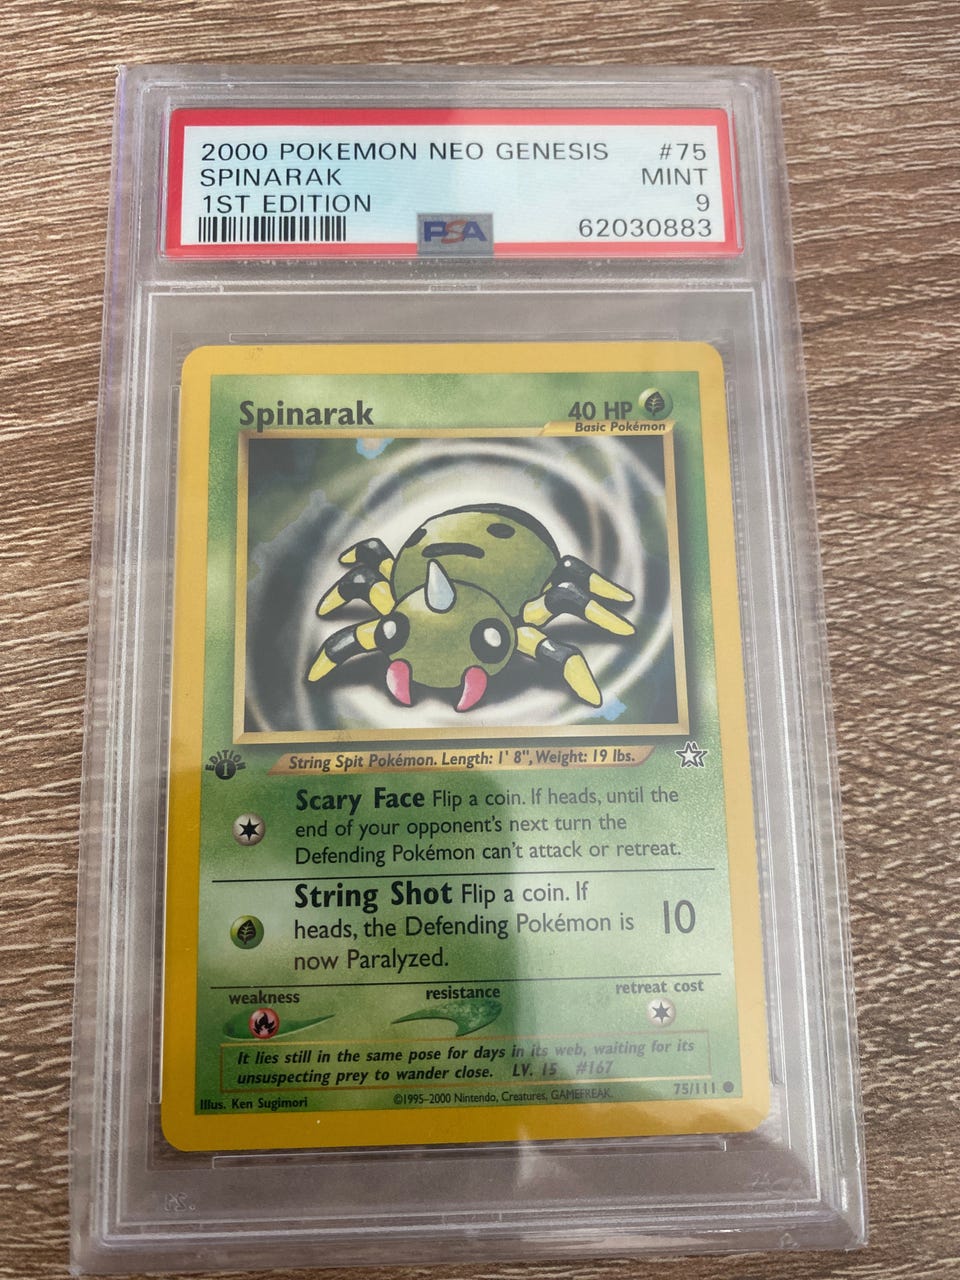 2000 POKEMON NEO GENESIS #75
SPINARAK MINT
1ST EDITION 9
PSA 62030883
Spinarak 40 HP
Basic Pokémon
EDITION 1
String Spit Pokémon. Length: 1' 8", Weight: 19 lbs.
Scary Face Flip a coin. If heads, until the
end of your opponent's next turn the
Defending Pokémon can't attack or retreat.
String Shot Flip a coin. If
heads, the Defending Pokémon is 10
now Paralyzed.
weakness resistance retreat cost
It lies still in the same pose for days in its web, waiting for its
unsuspecting prey to wander close. LV. 15 #167
75/111
Illus. Ken Sugimori ©1995-2000 Nintendo, Creatures, GAMEFREAK.